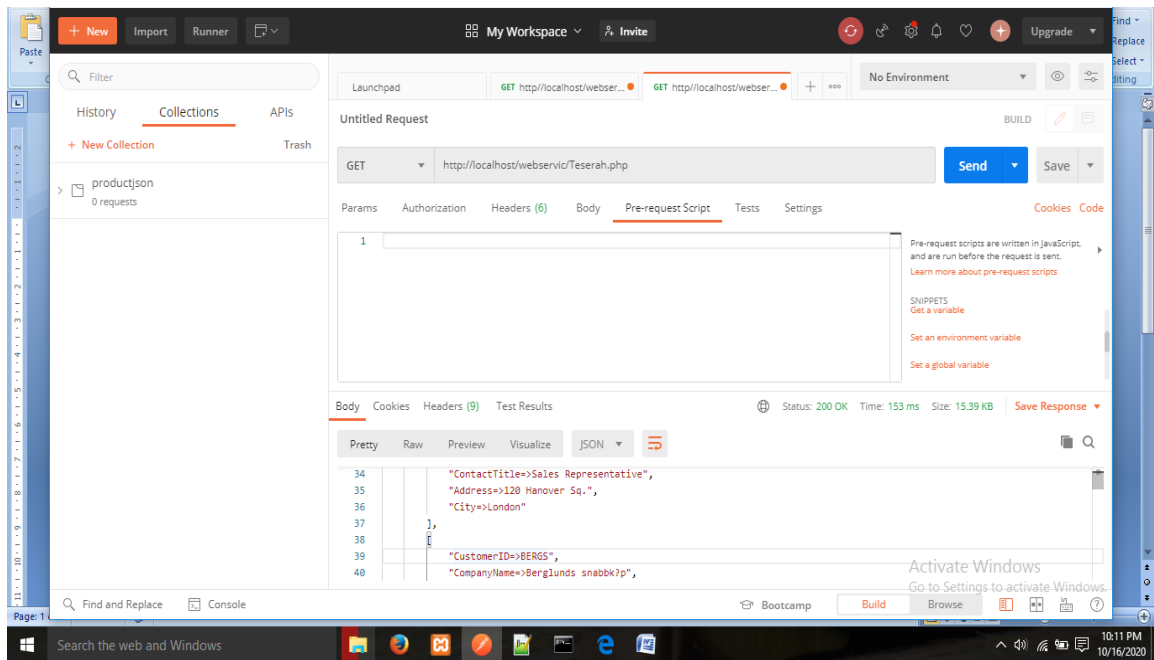 Paste
Find
Replace
Select
diting
New
Import
Runner
My Workspace
Invite
Upgrade
Filter
History Collections APIs
New Collection Trash
productjson
0 requests
Launchpad
GET http//localhost/webser...
GET http//localhost/webser...
No Environment
Untitled Request
BUILD
GET
http://localhost/webservic/Teserah.php
Send
Save
Params Authorization Headers (6) Body Pre-request Script Tests Settings
Cookies Code
1
Pre-request scripts are written in JavaScript,
and are run before the request is sent.
Learn more about pre-request scripts
SNIPPETS
Get a variable
Set an environment variable
Set a global variable
Body Cookies Headers (9) Test Results
Status: 200 OK Time: 153 ms Size: 15.39 KB Save Response
Pretty Raw Preview Visualize JSON
34 "ContactTitle=>Sales Representative",
35 "Address=>120 Hanover Sq.",
36 "City=>London"
37 ],
38 [
39 "CustomerID=>BERGS",
40 "CompanyName=>Berglunds snabbk?p",
Activate Windows
Go to Settings to activate Windows.
Find and Replace Console
Bootcamp Build Browse
Page: 1
Search the web and Windows
10:11 PM
10/16/2020